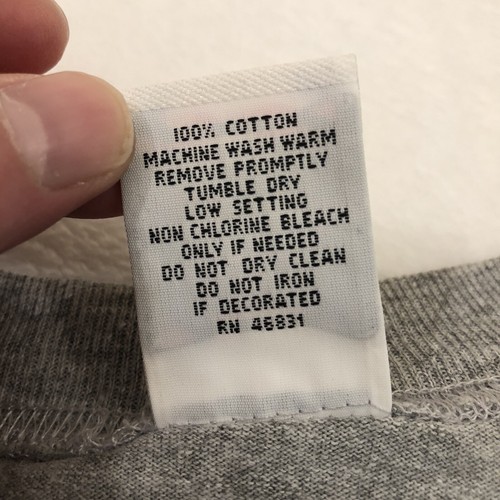 100% COTTON
MACHINE WASH WARM
REMOVE PROMPTLY
TUMBLE DRY
LOW SETTING
NON CHLORINE BLEACH
ONLY IF NEEDED
DO NOT DRY CLEAN
DO NOT IRON
IF DECORATED
RN 46831